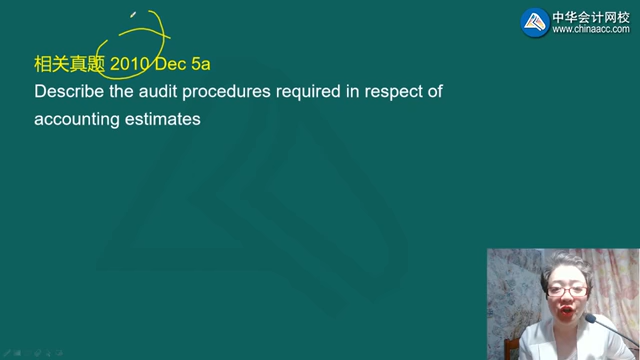 中华会计网校
www.chinaacc.com
相关真题 2010 Dec 5a
Describe the audit procedures required in respect of
accounting estimates